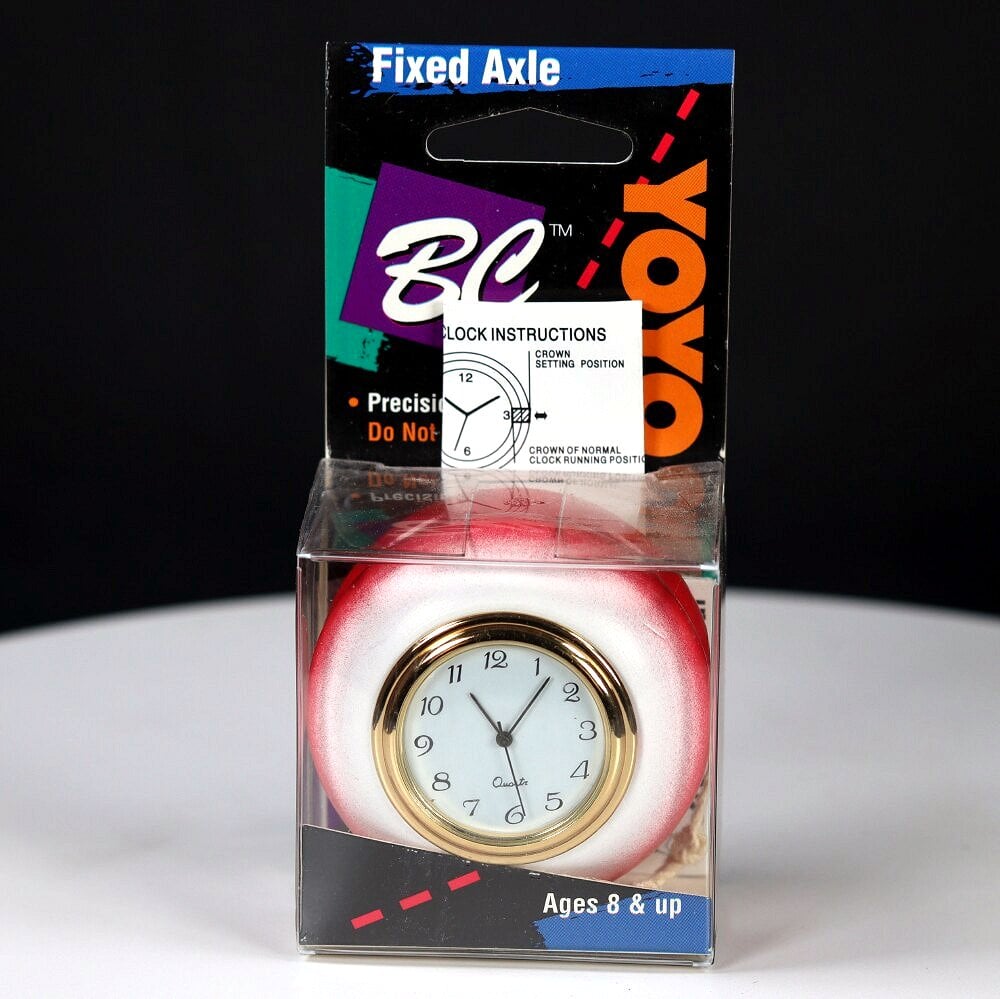 Fixed Axle
BC™
YOYO
CLOCK INSTRUCTIONS
CROWN
SETTING POSITION
12
3
6
CROWN OF NORMAL
CLOCK RUNNING
• Precisi
Do Not
12
1
2
3
4
5
6
7
8
9
10
11
Quartz
Ages 8 & up